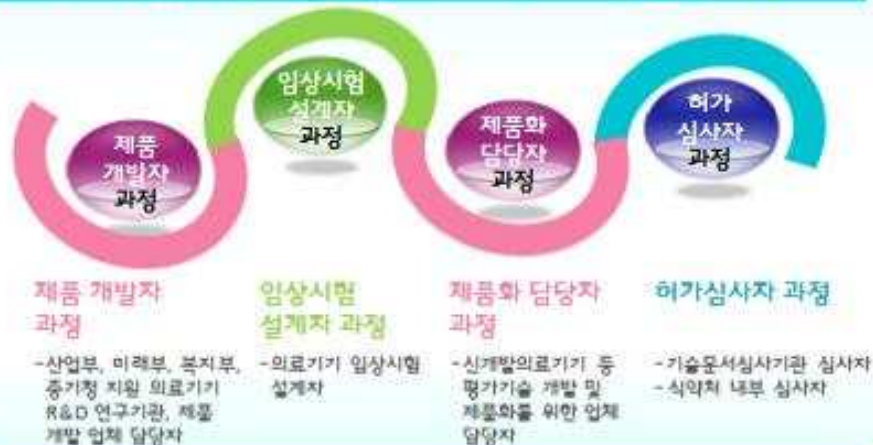 제품
개발자
과정
임상시험
설계자
과정
제품화
담당자
과정
허가
심사자
과정
제품 개발자
과정
-산업부, 미래부, 복지부,
중기청 지원 의료기기
R&D 연구기관, 제품
개발 업체 담당자
임상시험
설계자 과정
-의료기기 임상시험
설계자
제품화 담당자
과정
-신개발의료기기 등
평가기술 개발 및
제품화를 위한 업체
담당자
허가심사자 과정
-기술문서심사기관 심사자
-식약처 내부 심사자